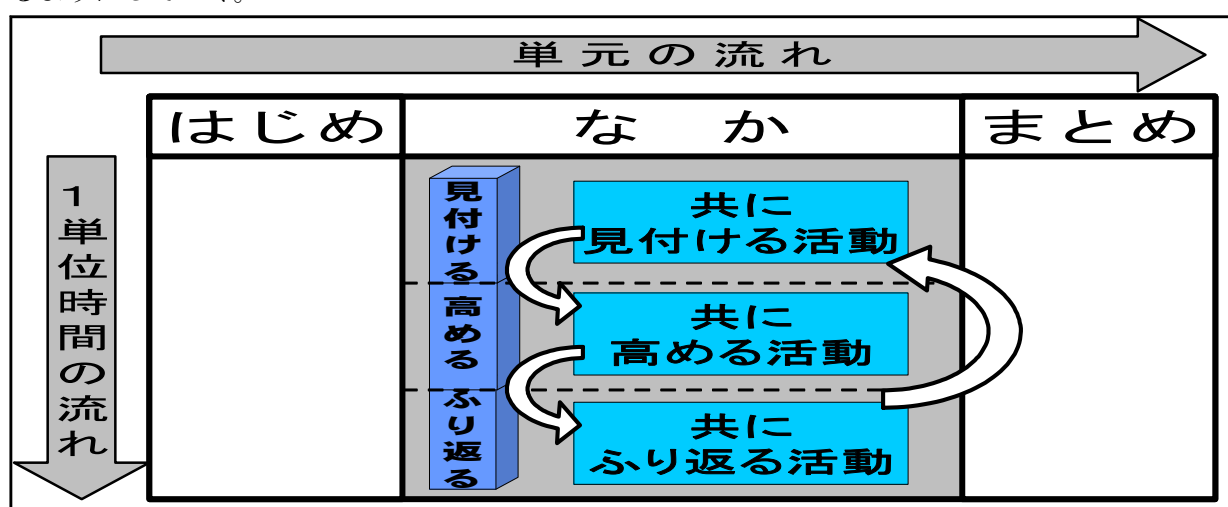 単元の流れ
はじめ
なか
まとめ
1単位時間の流れ
見付ける
共に
見付ける活動
高める
共に
高める活動
ふり返る
共に
ふり返る活動